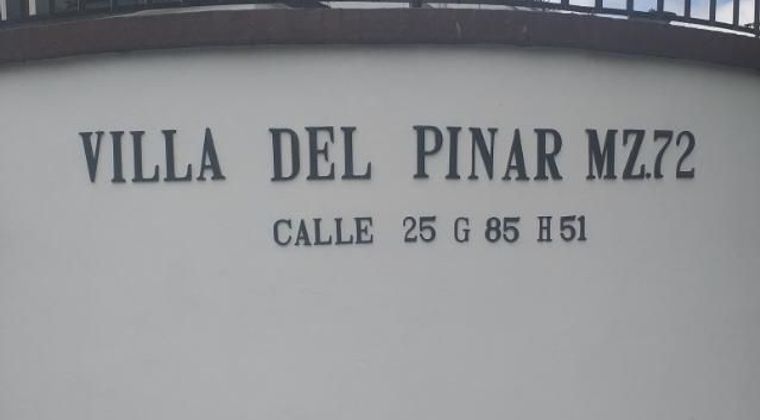 VILLA DEL PINAR MZ.72
CALLE 25 G 85 H 51